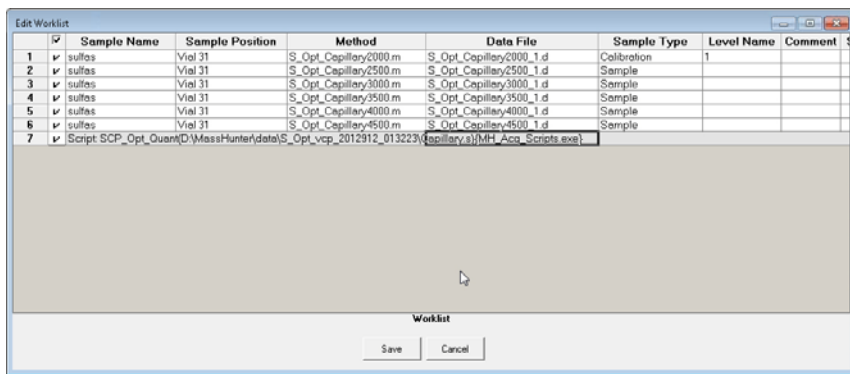 Edit Worklist
Sample Name Sample Position Method Data File Sample Type Level Name Comment S
1 sulfas Vial 31 S_Opt_Capillary2000.m S_Opt_Capillary2000_1.d Calibration 1
2 sulfas Vial 31 S_Opt_Capillary2500.m S_Opt_Capillary2500_1.d Sample
3 sulfas Vial 31 S_Opt_Capillary3000.m S_Opt_Capillary3000_1.d Sample
4 sulfas Vial 31 S_Opt_Capillary3500.m S_Opt_Capillary3500_1.d Sample
5 sulfas Vial 31 S_Opt_Capillary4000.m S_Opt_Capillary4000_1.d Sample
6 sulfas Vial 31 S_Opt_Capillary4500.m S_Opt_Capillary4500_1.d Sample
7 Script: SCP_Opt_Quant(D:\MassHunter\data\S_Opt_vcp_2012912_013223\Capillary.s){MH_Acq_Scripts.exe}
Worklist
Save Cancel